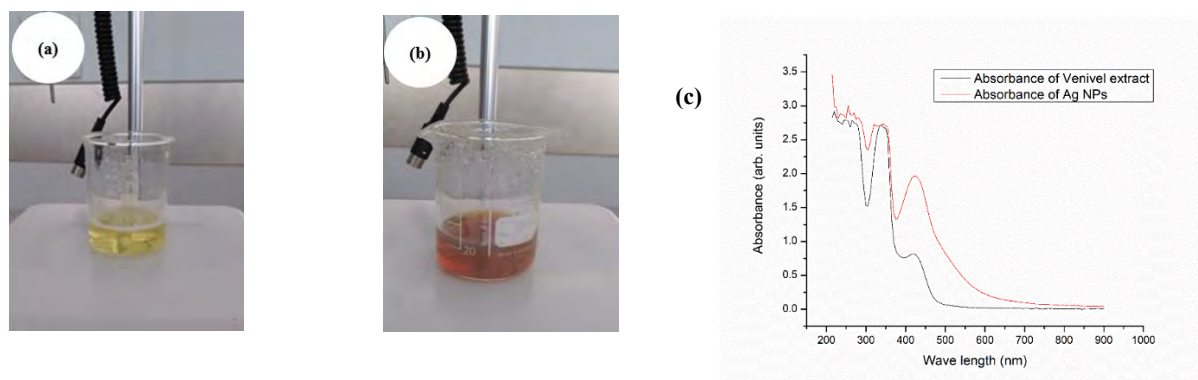 (a)
(b)
20
(c)
3.5
3.0
2.5
2.0
1.5
1.0
0.5
0.0
Absorbance (arb. units)
Absorbance of Venivel extract
Absorbance of Ag NPs
200 300 400 500 600 700 800 900 1000
Wave length (nm)